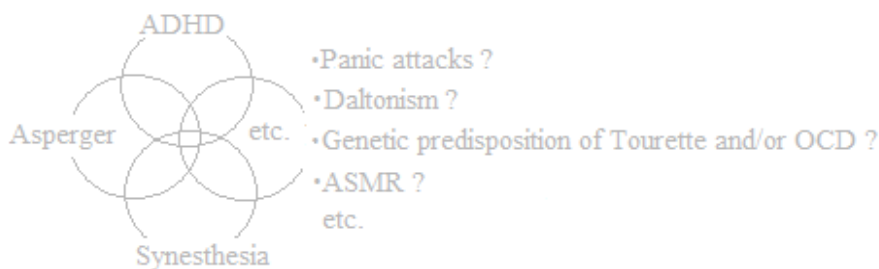 ADHD
Asperger
etc.
Synesthesia
•Panic attacks ?
•Daltonism ?
•Genetic predisposition of Tourette and/or OCD ?
•ASMR ?
etc.